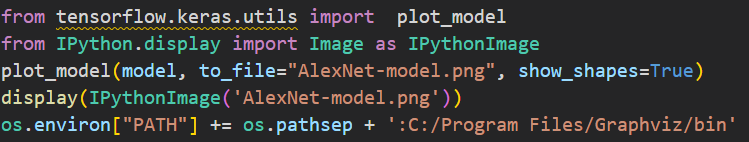 from tensorflow.keras.utils import  plot_model
from IPython.display import Image as IPythonImage
plot_model(model, to_file="AlexNet-model.png", show_shapes=True)
display(IPythonImage('AlexNet-model.png'))
os.environ["PATH"] += os.pathsep + ':C:/Program Files/Graphviz/bin'